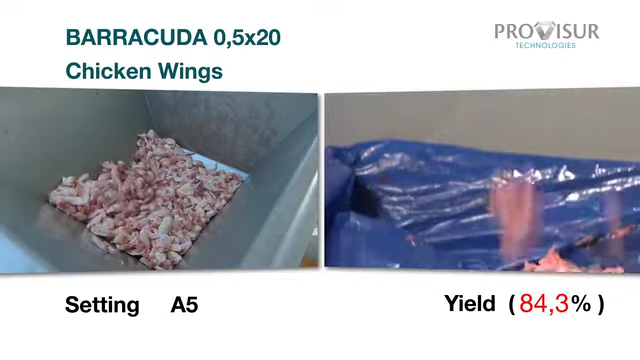 BARRACUDA 0,5x20
PROVISUR
TECHNOLOGIES
Chicken Wings
Setting A5
Yield (84,3%)